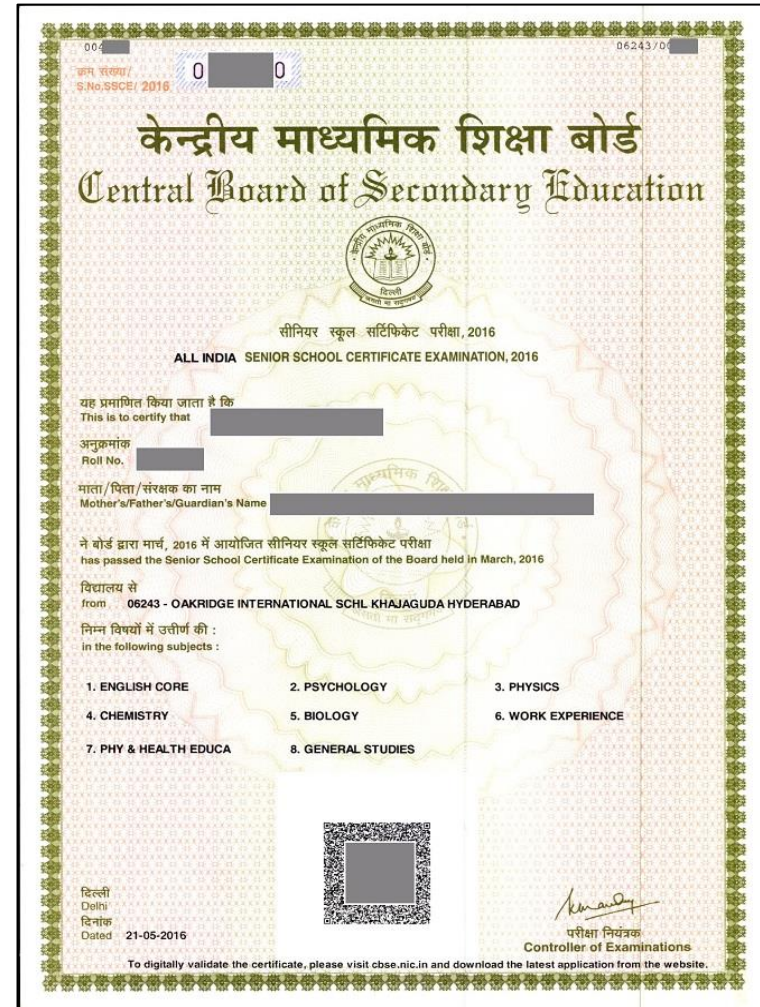 004
06243/00
क्रम संख्या/
S.No.SSCE/ 2016 0 0
केन्द्रीय माध्यमिक शिक्षा बोर्ड
Central Board of Secondary Education
केन्द्रीय माध्यमिक शिक्षा बोर्ड
दिल्ली
असतो मा सद्गमय
सीनियर स्कूल सर्टिफिकेट परीक्षा, 2016
ALL INDIA SENIOR SCHOOL CERTIFICATE EXAMINATION, 2016
यह प्रमाणित किया जाता है कि
This is to certify that
अनुक्रमांक
Roll No.
माता/पिता/संरक्षक का नाम
Mother's/Father's/Guardian's Name
ने बोर्ड द्वारा मार्च, 2016 में आयोजित सीनियर स्कूल सर्टिफिकेट परीक्षा
has passed the Senior School Certificate Examination of the Board held in March, 2016
विद्यालय से
from 06243 - OAKRIDGE INTERNATIONAL SCHL KHAJAGUDA HYDERABAD
निम्न विषयों में उत्तीर्ण की :
in the following subjects :
1. ENGLISH CORE 2. PSYCHOLOGY 3. PHYSICS
4. CHEMISTRY 5. BIOLOGY 6. WORK EXPERIENCE
7. PHY & HEALTH EDUCA 8. GENERAL STUDIES
दिल्ली
Delhi
दिनांक
Dated 21-05-2016
परीक्षा नियंत्रक
Controller of Examinations
To digitally validate the certificate, please visit cbse.nic.in and download the latest application from the website.